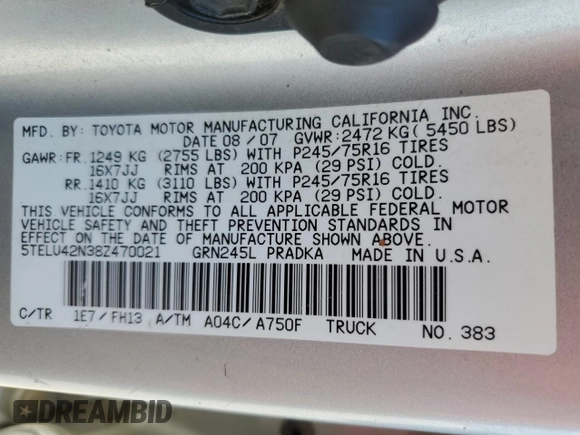 MFD. BY: TOYOTA MOTOR MANUFACTURING CALIFORNIA INC.
DATE 08 / 07 GVWR: 2472 KG ( 5450 LBS)
GAWR: FR. 1249 KG (2755 LBS) WITH P245/75R16 TIRES
16X7JJ RIMS AT 200 KPA (29 PSI) COLD.
RR. 1410 KG (3110 LBS) WITH P245/75R16 TIRES
16X7JJ RIMS AT 200 KPA (29 PSI) COLD.
THIS VEHICLE CONFORMS TO ALL APPLICABLE FEDERAL MOTOR
VEHICLE SAFETY AND THEFT PREVENTION STANDARDS IN
EFFECT ON THE DATE OF MANUFACTURE SHOWN ABOVE.
5TELU42N38Z470021 GRN245L PRADKA MADE IN U.S.A.
C/TR 1E7 / FH13 A/TM A04C / A750F TRUCK NO. 383
DREAMBID